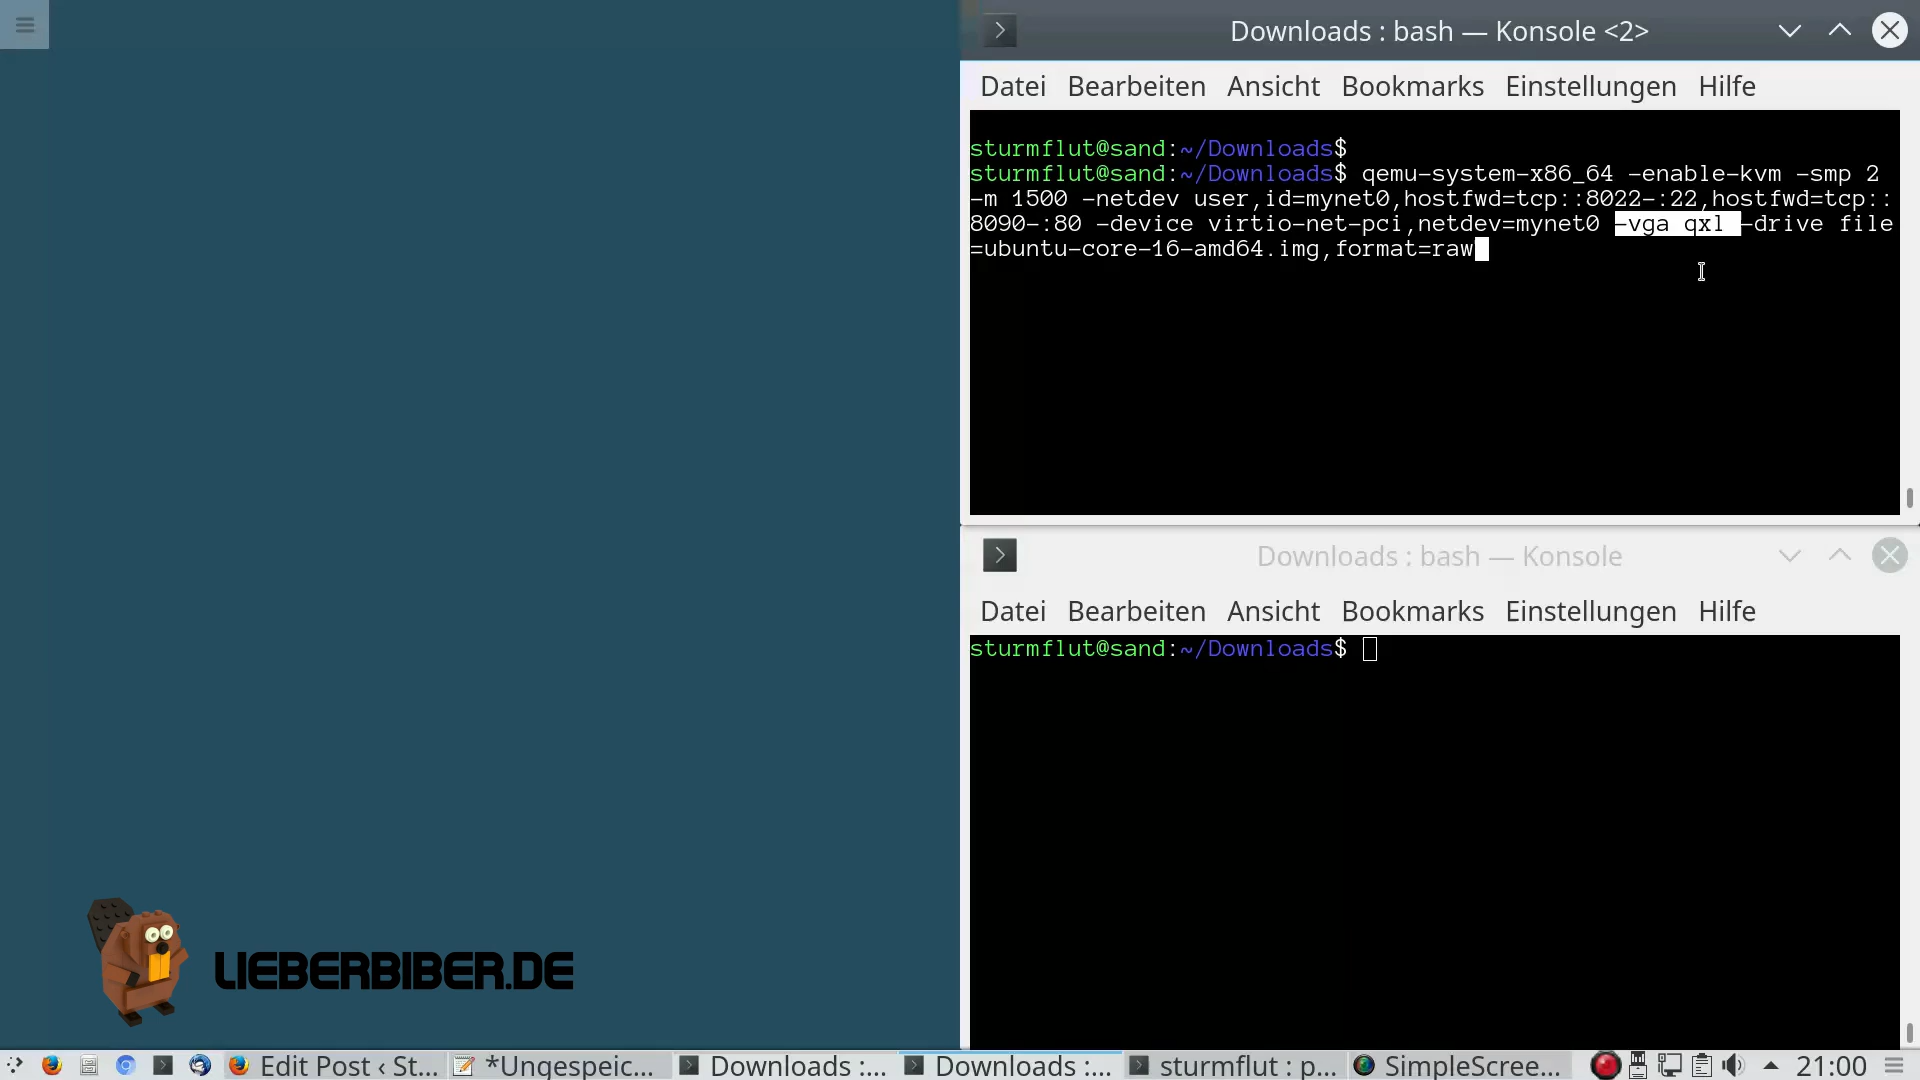 Downloads : bash — Konsole <2>
Datei Bearbeiten Ansicht Bookmarks Einstellungen Hilfe
sturmflut@sand:~/Downloads$
sturmflut@sand:~/Downloads$ qemu-system-x86_64 -enable-kvm -smp 2
-m 1500 -netdev user,id=mynet0,hostfwd=tcp::8022-:22,hostfwd=tcp::
8090-:80 -device virtio-net-pci,netdev=mynet0 -vga qxl -drive file
=ubuntu-core-16-amd64.img,format=raw
Downloads : bash — Konsole
Datei Bearbeiten Ansicht Bookmarks Einstellungen Hilfe
sturmflut@sand:~/Downloads$
LIEBERBIBER.DE
Edit Post ‹ St... *Ungespeic... Downloads :... Downloads :... sturmflut : p... SimpleScree... 21:00